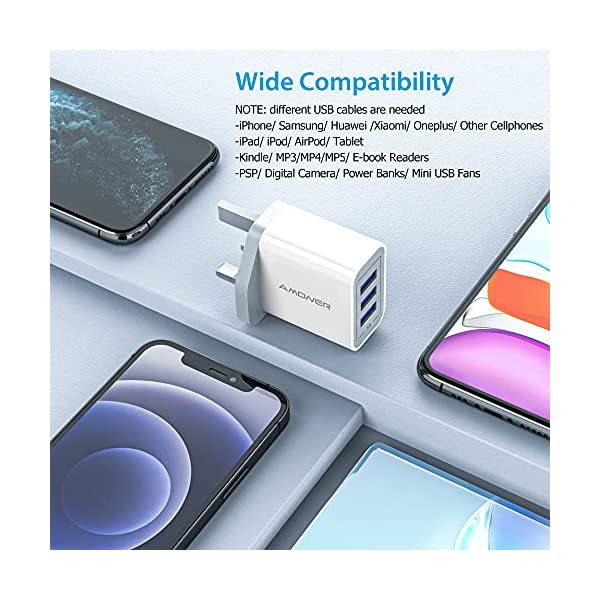 Wide Compatibility
NOTE: different USB cables are needed
-iPhone/ Samsung/ Huawei /Xiaomi/ Oneplus/ Other Cellphones
-iPad/ iPod/ AirPod/ Tablet
-Kindle/ MP3/MP4/MP5/ E-book Readers
-PSP/ Digital Camera/ Power Banks/ Mini USB Fans
AMONER